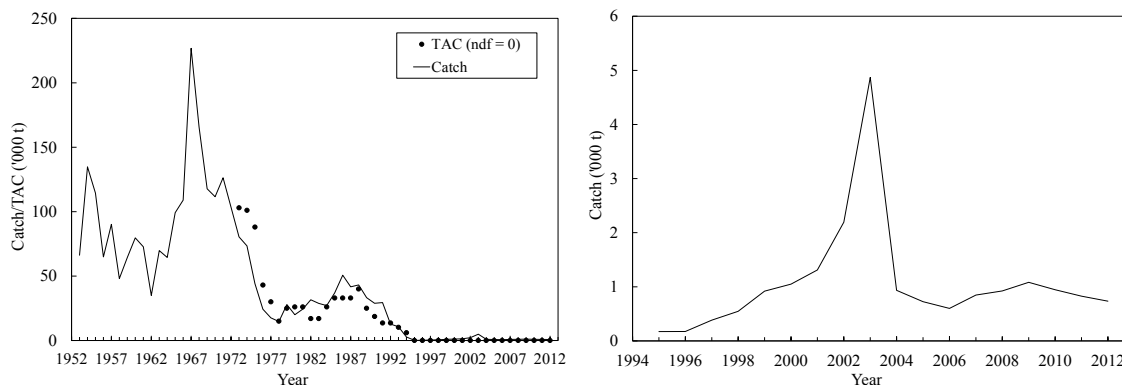 250
200
150
100
50
0
Catch/TAC ('000 t)
TAC (ndf = 0)
Catch
1952 1957 1962 1967 1972 1977 1982 1987 1992 1997 2002 2007 2012
Year
6
5
4
3
2
1
0
Catch ('000 t)
1994 1996 1998 2000 2002 2004 2006 2008 2010 2012
Year